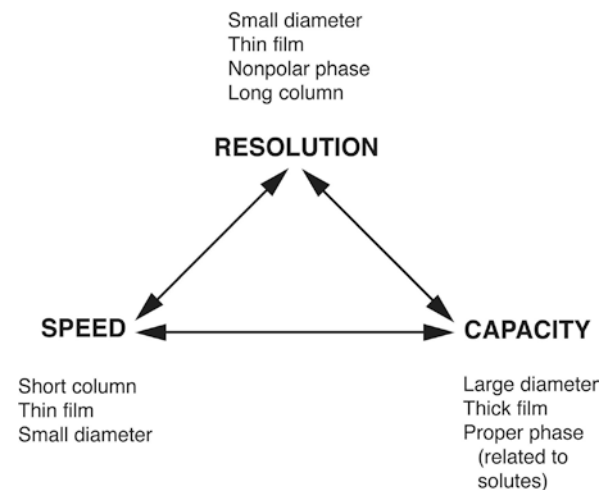 Small diameter
Thin film
Nonpolar phase
Long column
RESOLUTION
SPEED
CAPACITY
Short column
Thin film
Small diameter
Large diameter
Thick film
Proper phase
(related to
solutes)